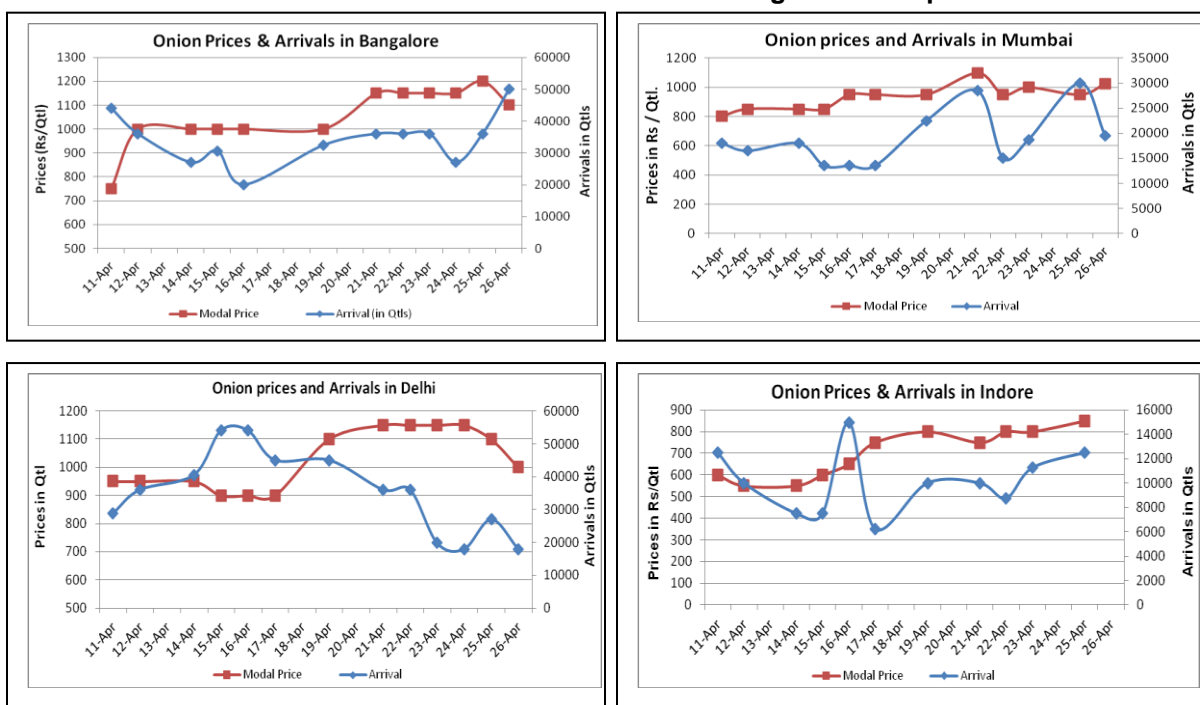 Onion Prices & Arrivals in Bangalore
Prices (Rs/Qtl)
1300
1200
1100
1000
900
800
700
600
500
60000
50000
40000
30000
20000
10000
0
Arrivals in Qtls
11-Apr
12-Apr
13-Apr
14-Apr
15-Apr
16-Apr
17-Apr
18-Apr
19-Apr
20-Apr
21-Apr
22-Apr
23-Apr
24-Apr
25-Apr
26-Apr
Modal Price
Arrival (in Qtls)
Onion prices and Arrivals in Mumbai
Prices in Rs / Qtl.
1200
1000
800
600
400
200
0
35000
30000
25000
20000
15000
10000
5000
0
Arrivals in Qtls
11-Apr
12-Apr
13-Apr
14-Apr
15-Apr
16-Apr
17-Apr
18-Apr
19-Apr
20-Apr
21-Apr
22-Apr
23-Apr
24-Apr
25-Apr
26-Apr
Modal Price
Arrival
Onion prices and Arrivals in Delhi
Prices in Qtl
1200
1100
1000
900
800
700
600
500
60000
50000
40000
30000
20000
10000
0
Arrivals in Qtls
11-Apr
12-Apr
13-Apr
14-Apr
15-Apr
16-Apr
17-Apr
18-Apr
19-Apr
20-Apr
21-Apr
22-Apr
23-Apr
24-Apr
25-Apr
26-Apr
Modal Price
Arrival
Onion Prices & Arrivals in Indore
Prices in Rs/Qtl
900
800
700
600
500
400
300
200
100
0
16000
14000
12000
10000
8000
6000
4000
2000
0
Arrivals in Qtls
11-Apr
12-Apr
13-Apr
14-Apr
15-Apr
16-Apr
17-Apr
18-Apr
19-Apr
20-Apr
21-Apr
22-Apr
23-Apr
24-Apr
25-Apr
26-Apr
Modal Price
Arrival